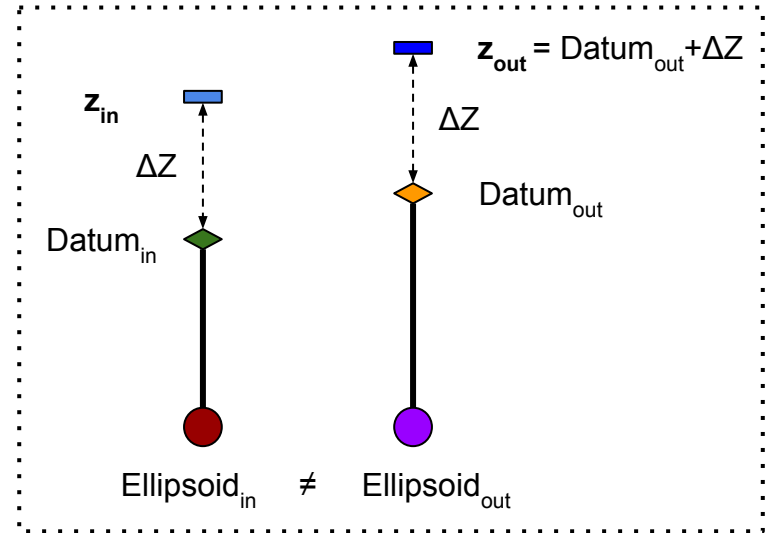 z_out = Datum_out+ΔZ
z_in
ΔZ
ΔZ
Datum_out
Datum_in
Ellipsoid_in ≠ Ellipsoid_out